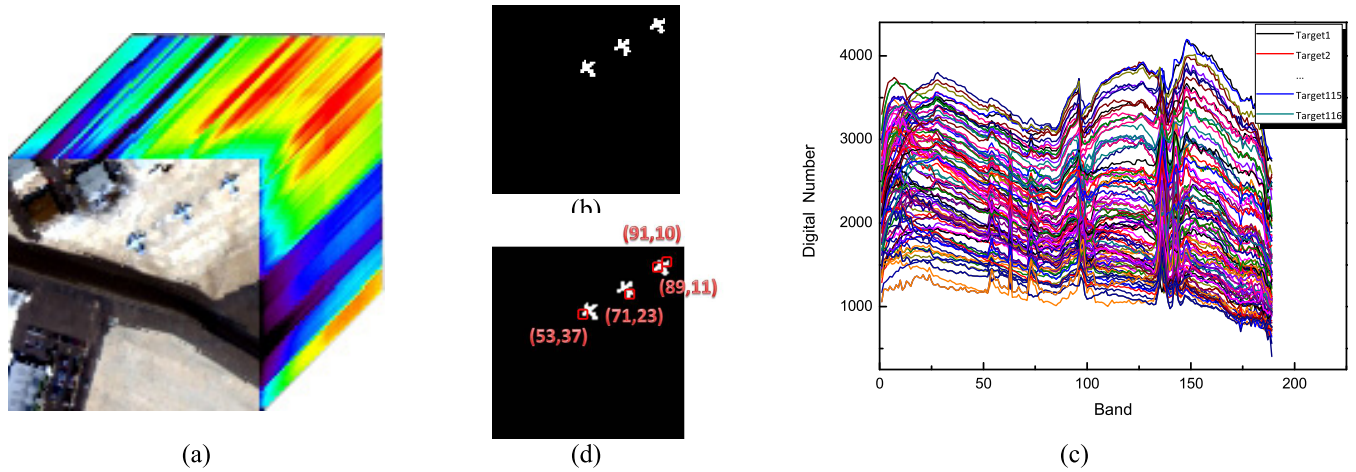 (a)
(b)
(91,10)
(89,11)
(71,23)
(53,37)
(d)
4000
3000
2000
1000
Digital Number
0
50
100
150
200
Band
Target1
Target2
...
Target115
Target116
(c)